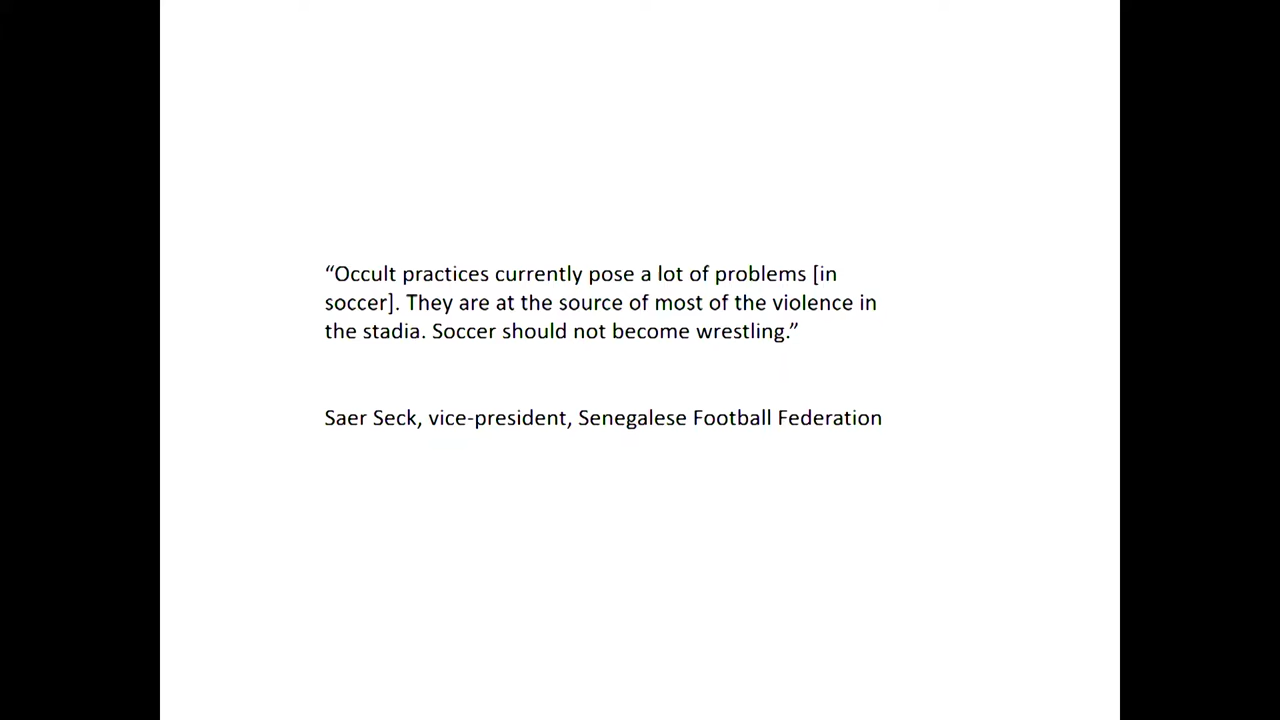 “Occult practices currently pose a lot of problems [in
soccer]. They are at the source of most of the violence in
the stadia. Soccer should not become wrestling.”
Saer Seck, vice-president, Senegalese Football Federation